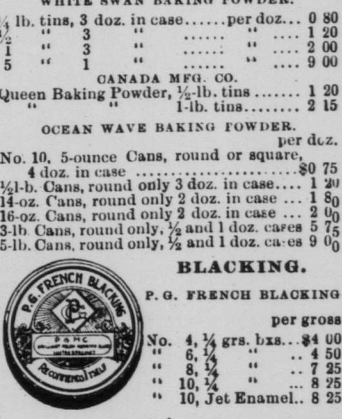 WHITE SWAN BAKING POWDER.
¼ lb. tins, 3 doz. in case......per doz... 0 80
½ " 3 " ...... " .... 1 20
1 " 3 " ...... " .... 2 00
5 " 1 " ...... " .... 9 00
CANADA MFG. CO.
Queen Baking Powder, ½-lb. tins ....... 1 20
" " 1-lb. tins ........ 2 15
OCEAN WAVE BAKING POWDER.
per doz.
No. 10, 5-ounce Cans, round or square,
4 doz. in case .......................$0 75
½l-b. Cans, round only 3 doz. in case.... 1 20
14-oz. Cans, round only 2 doz. in case ... 1 80
16-oz. Cans, round only 2 doz. in case ... 2 00
3-lb. Cans, round only, ½ and 1 doz. cases 5 75
5-lb. Cans, round only, ½ and 1 doz. ca es 9 00
BLACKING.
P. G. FRENCH BLACKING
per gross
No. 4, ¼ grs. bxs...$4 00
" 6, ¼ " .. 4 50
" 8, ¼ " .. 7 25
" 10, ¼ " ... 8 25
" 10, Jet Enamel.. 8 25
P.G. FRENCH BLACKING
RECOMMENDS ITSELF